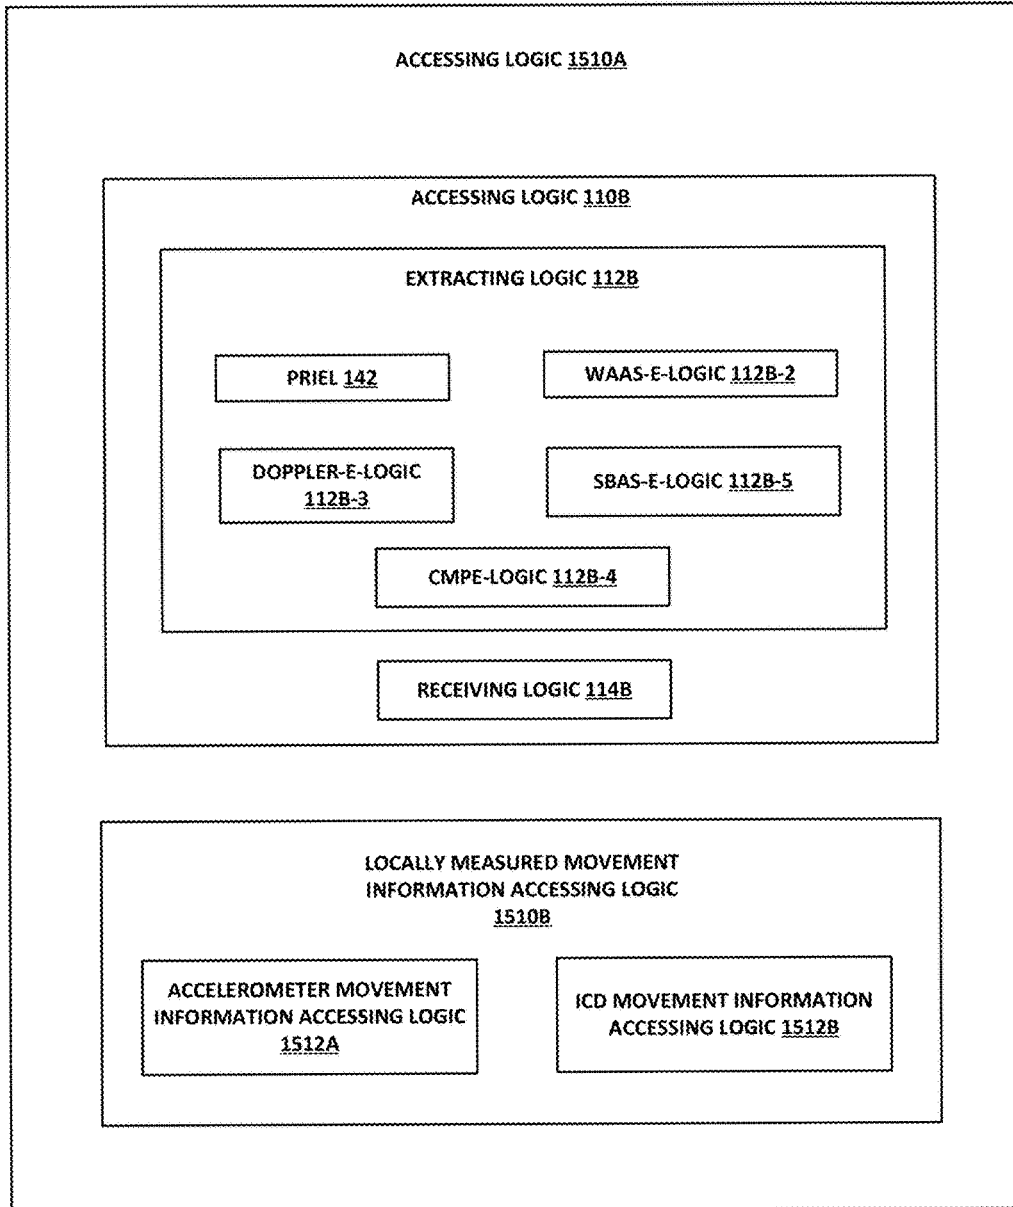 ACCESSING LOGIC 1510A
ACCESSING LOGIC 110B
EXTRACTING LOGIC 112B
PRIEL 142
WAAS-E-LOGIC 112B-2
DOPPLER-E-LOGIC
112B-3
SBAS-E-LOGIC 112B-5
CMPE-LOGIC 112B-4
RECEIVING LOGIC 114B
LOCALLY MEASURED MOVEMENT
INFORMATION ACCESSING LOGIC
1510B
ACCELEROMETER MOVEMENT
INFORMATION ACCESSING LOGIC
1512A
ICD MOVEMENT INFORMATION
ACCESSING LOGIC 1512B